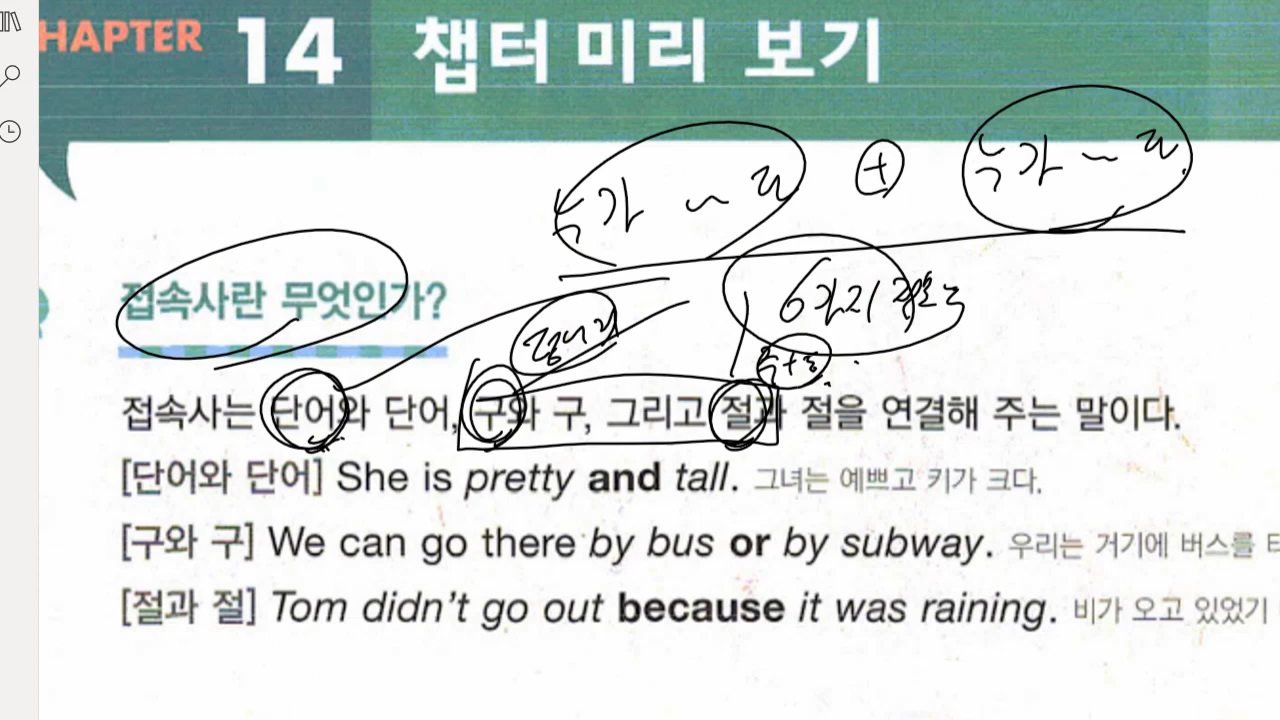 HAPTER 14 챕터 미리 보기
누가 ~ 다 + 누가 ~ 다
접속사란 무엇인가?
6가지
주+동
접속사는 단어와 단어, 구와 구, 그리고 절과 절을 연결해 주는 말이다.
[단어와 단어] She is pretty and tall. 그녀는 예쁘고 키가 크다.
[구와 구] We can go there by bus or by subway. 우리는 거기에 버스를
[절과 절] Tom didn't go out because it was raining. 비가 오고 있었기